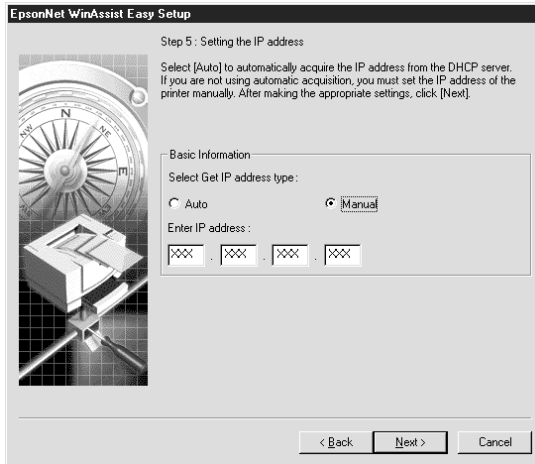 EpsonNet WinAssist Easy Setup
Step 5 : Setting the IP address
Select [Auto] to automatically acquire the IP address from the DHCP server.
If you are not using automatic acquisition, you must set the IP address of the
printer manually. After making the appropriate settings, click [Next].
Basic Information
Select Get IP address type :
Auto Manual
Enter IP address :
XXX . XXX . XXX . XXX
N
NW NE
E
< Back Next > Cancel